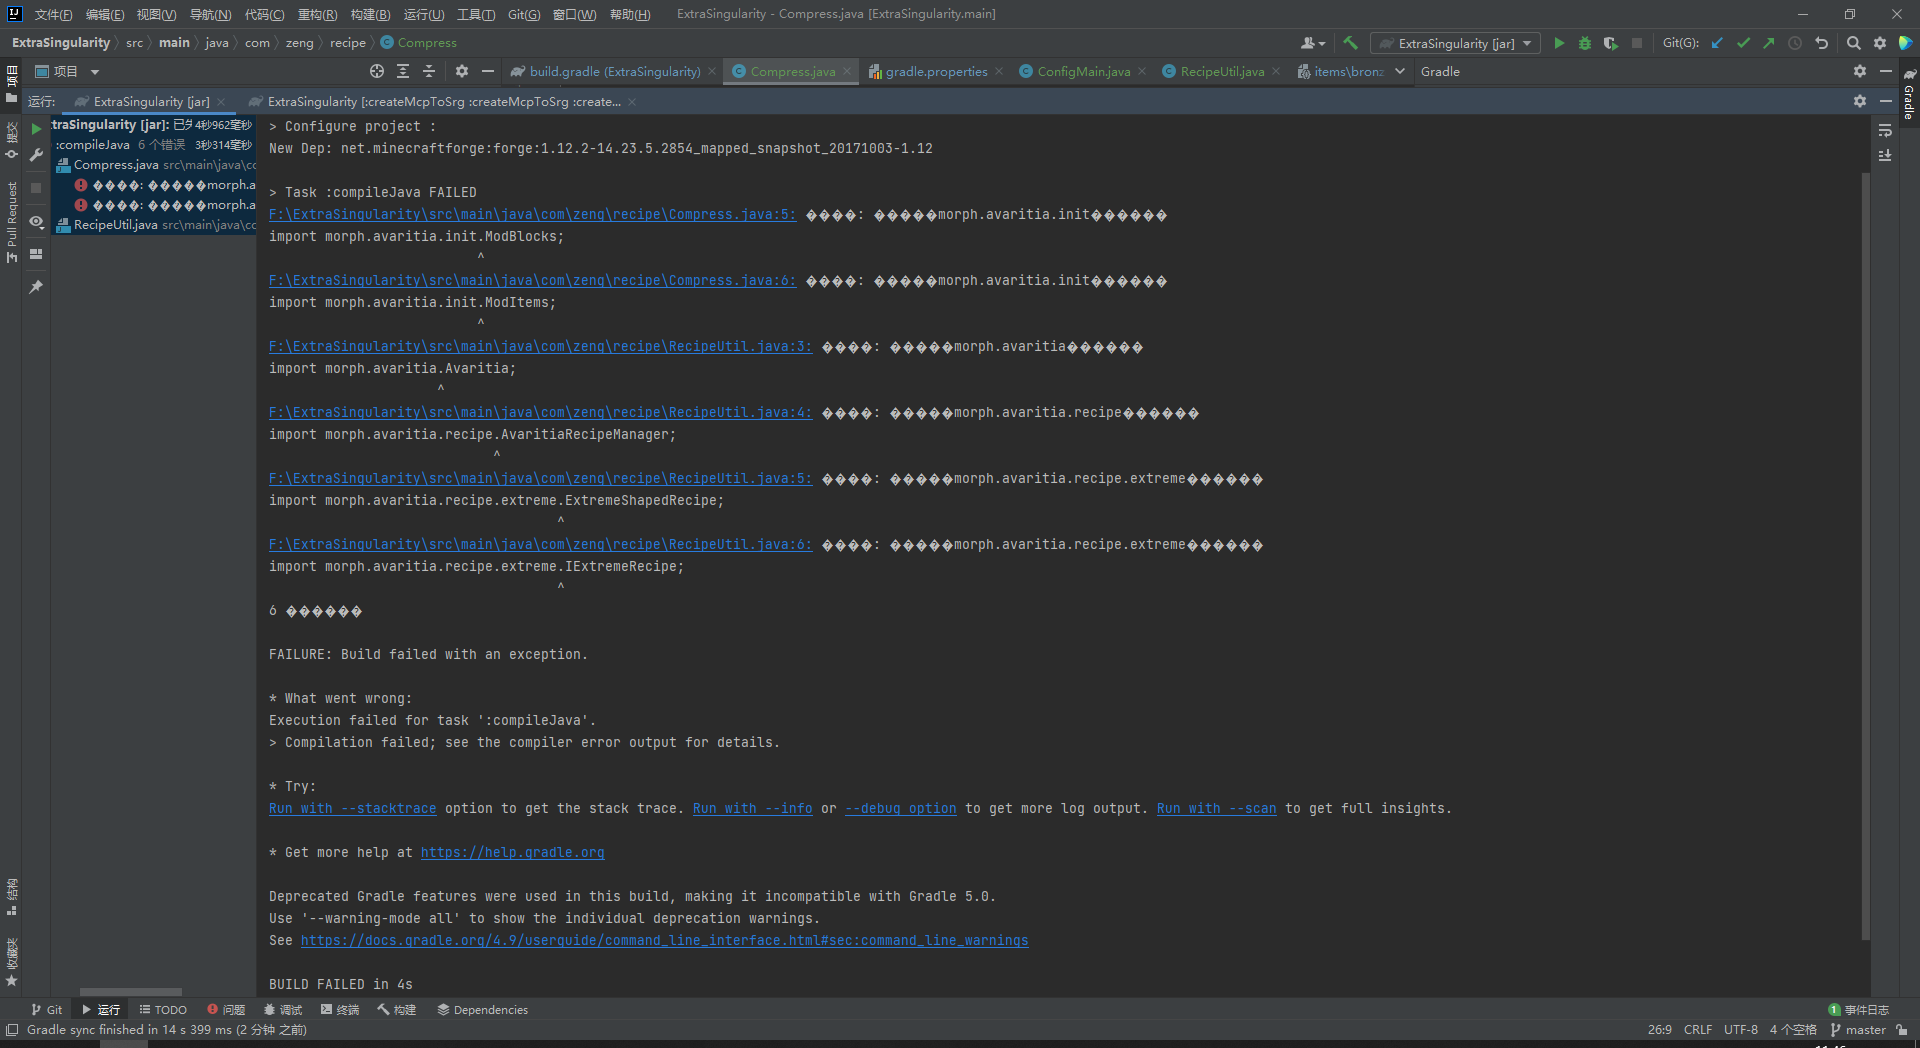 文件(F) 编辑(E) 视图(V) 导航(N) 代码(C) 重构(R) 构建(B) 运行(U) 工具(T) Git(G) 窗口(W) 帮助(H) ExtraSingularity - Compress.java [ExtraSingularity.main]
ExtraSingularity src main java com zeng recipe Compress ExtraSingularity [jar] Git(G):
项目 build.gradle (ExtraSingularity) Compress.java gradle.properties ConfigMain.java RecipeUtil.java items\bronz Gradle
运行: ExtraSingularity [jar] ExtraSingularity [:createMcpToSrg :createMcpToSrg :create...
项目
提交
Pull Request
结构
收藏夹
Gradle
traSingularity [jar]: 已失 4秒962毫秒
:compileJava 6 个错误 3秒314毫秒
Compress.java src\main\java\co
����: �����morph.a
����: �����morph.a
RecipeUtil.java src\main\java\co
> Configure project :
New Dep: net.minecraftforge:forge:1.12.2-14.23.5.2854_mapped_snapshot_20171003-1.12
> Task :compileJava FAILED
F:\ExtraSingularity\src\main\java\com\zeng\recipe\Compress.java:5: ����: �����morph.avaritia.init������
import morph.avaritia.init.ModBlocks;
^
F:\ExtraSingularity\src\main\java\com\zeng\recipe\Compress.java:6: ����: �����morph.avaritia.init������
import morph.avaritia.init.ModItems;
^
F:\ExtraSingularity\src\main\java\com\zeng\recipe\RecipeUtil.java:3: ����: �����morph.avaritia������
import morph.avaritia.Avaritia;
^
F:\ExtraSingularity\src\main\java\com\zeng\recipe\RecipeUtil.java:4: ����: �����morph.avaritia.recipe������
import morph.avaritia.recipe.AvaritiaRecipeManager;
^
F:\ExtraSingularity\src\main\java\com\zeng\recipe\RecipeUtil.java:5: ����: �����morph.avaritia.recipe.extreme������
import morph.avaritia.recipe.extreme.ExtremeShapedRecipe;
^
F:\ExtraSingularity\src\main\java\com\zeng\recipe\RecipeUtil.java:6: ����: �����morph.avaritia.recipe.extreme������
import morph.avaritia.recipe.extreme.IExtremeRecipe;
^
6 ������
FAILURE: Build failed with an exception.
* What went wrong:
Execution failed for task ':compileJava'.
> Compilation failed; see the compiler error output for details.
* Try:
Run with --stacktrace option to get the stack trace. Run with --info or --debug option to get more log output. Run with --scan to get full insights.
* Get more help at https://help.gradle.org
Deprecated Gradle features were used in this build, making it incompatible with Gradle 5.0.
Use '--warning-mode all' to show the individual deprecation warnings.
See https://docs.gradle.org/4.9/userguide/command_line_interface.html#sec:command_line_warnings
BUILD FAILED in 4s
Git 运行 TODO 问题 调试 终端 构建 Dependencies 1 事件日志
Gradle sync finished in 14 s 399 ms (2 分钟 之前) 26:9 CRLF UTF-8 4 个空格 master